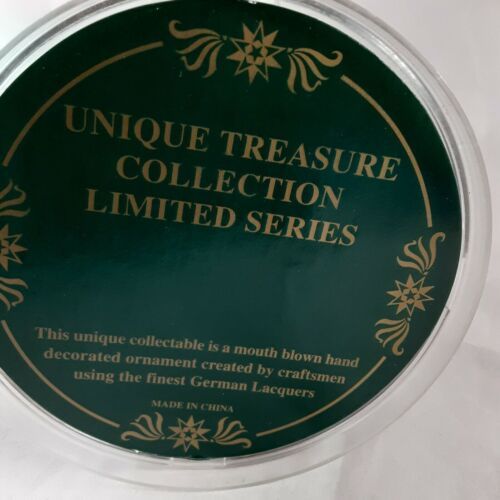 UNIQUE TREASURE
COLLECTION
LIMITED SERIES
This unique collectable is a mouth blown hand
decorated ornament created by craftsmen
using the finest German Lacquers
MADE IN CHINA